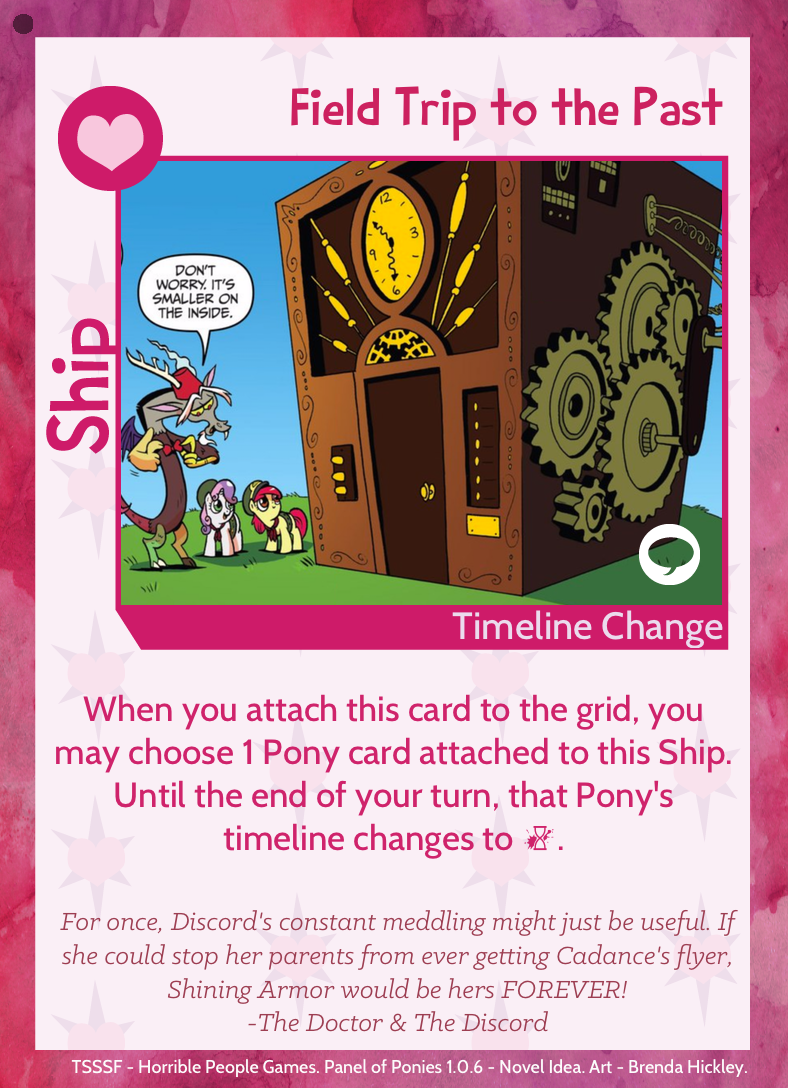 Field Trip to the Past
Ship
DON'T
WORRY. IT'S
SMALLER ON
THE INSIDE.
12
3
9
6
Timeline Change
When you attach this card to the grid, you
may choose 1 Pony card attached to this Ship.
Until the end of your turn, that Pony's
timeline changes to .
For once, Discord's constant meddling might just be useful. If
she could stop her parents from ever getting Cadance's flyer,
Shining Armor would be hers FOREVER!
-The Doctor & The Discord
TSSSF - Horrible People Games. Panel of Ponies 1.0.6 - Novel Idea. Art - Brenda Hickley.